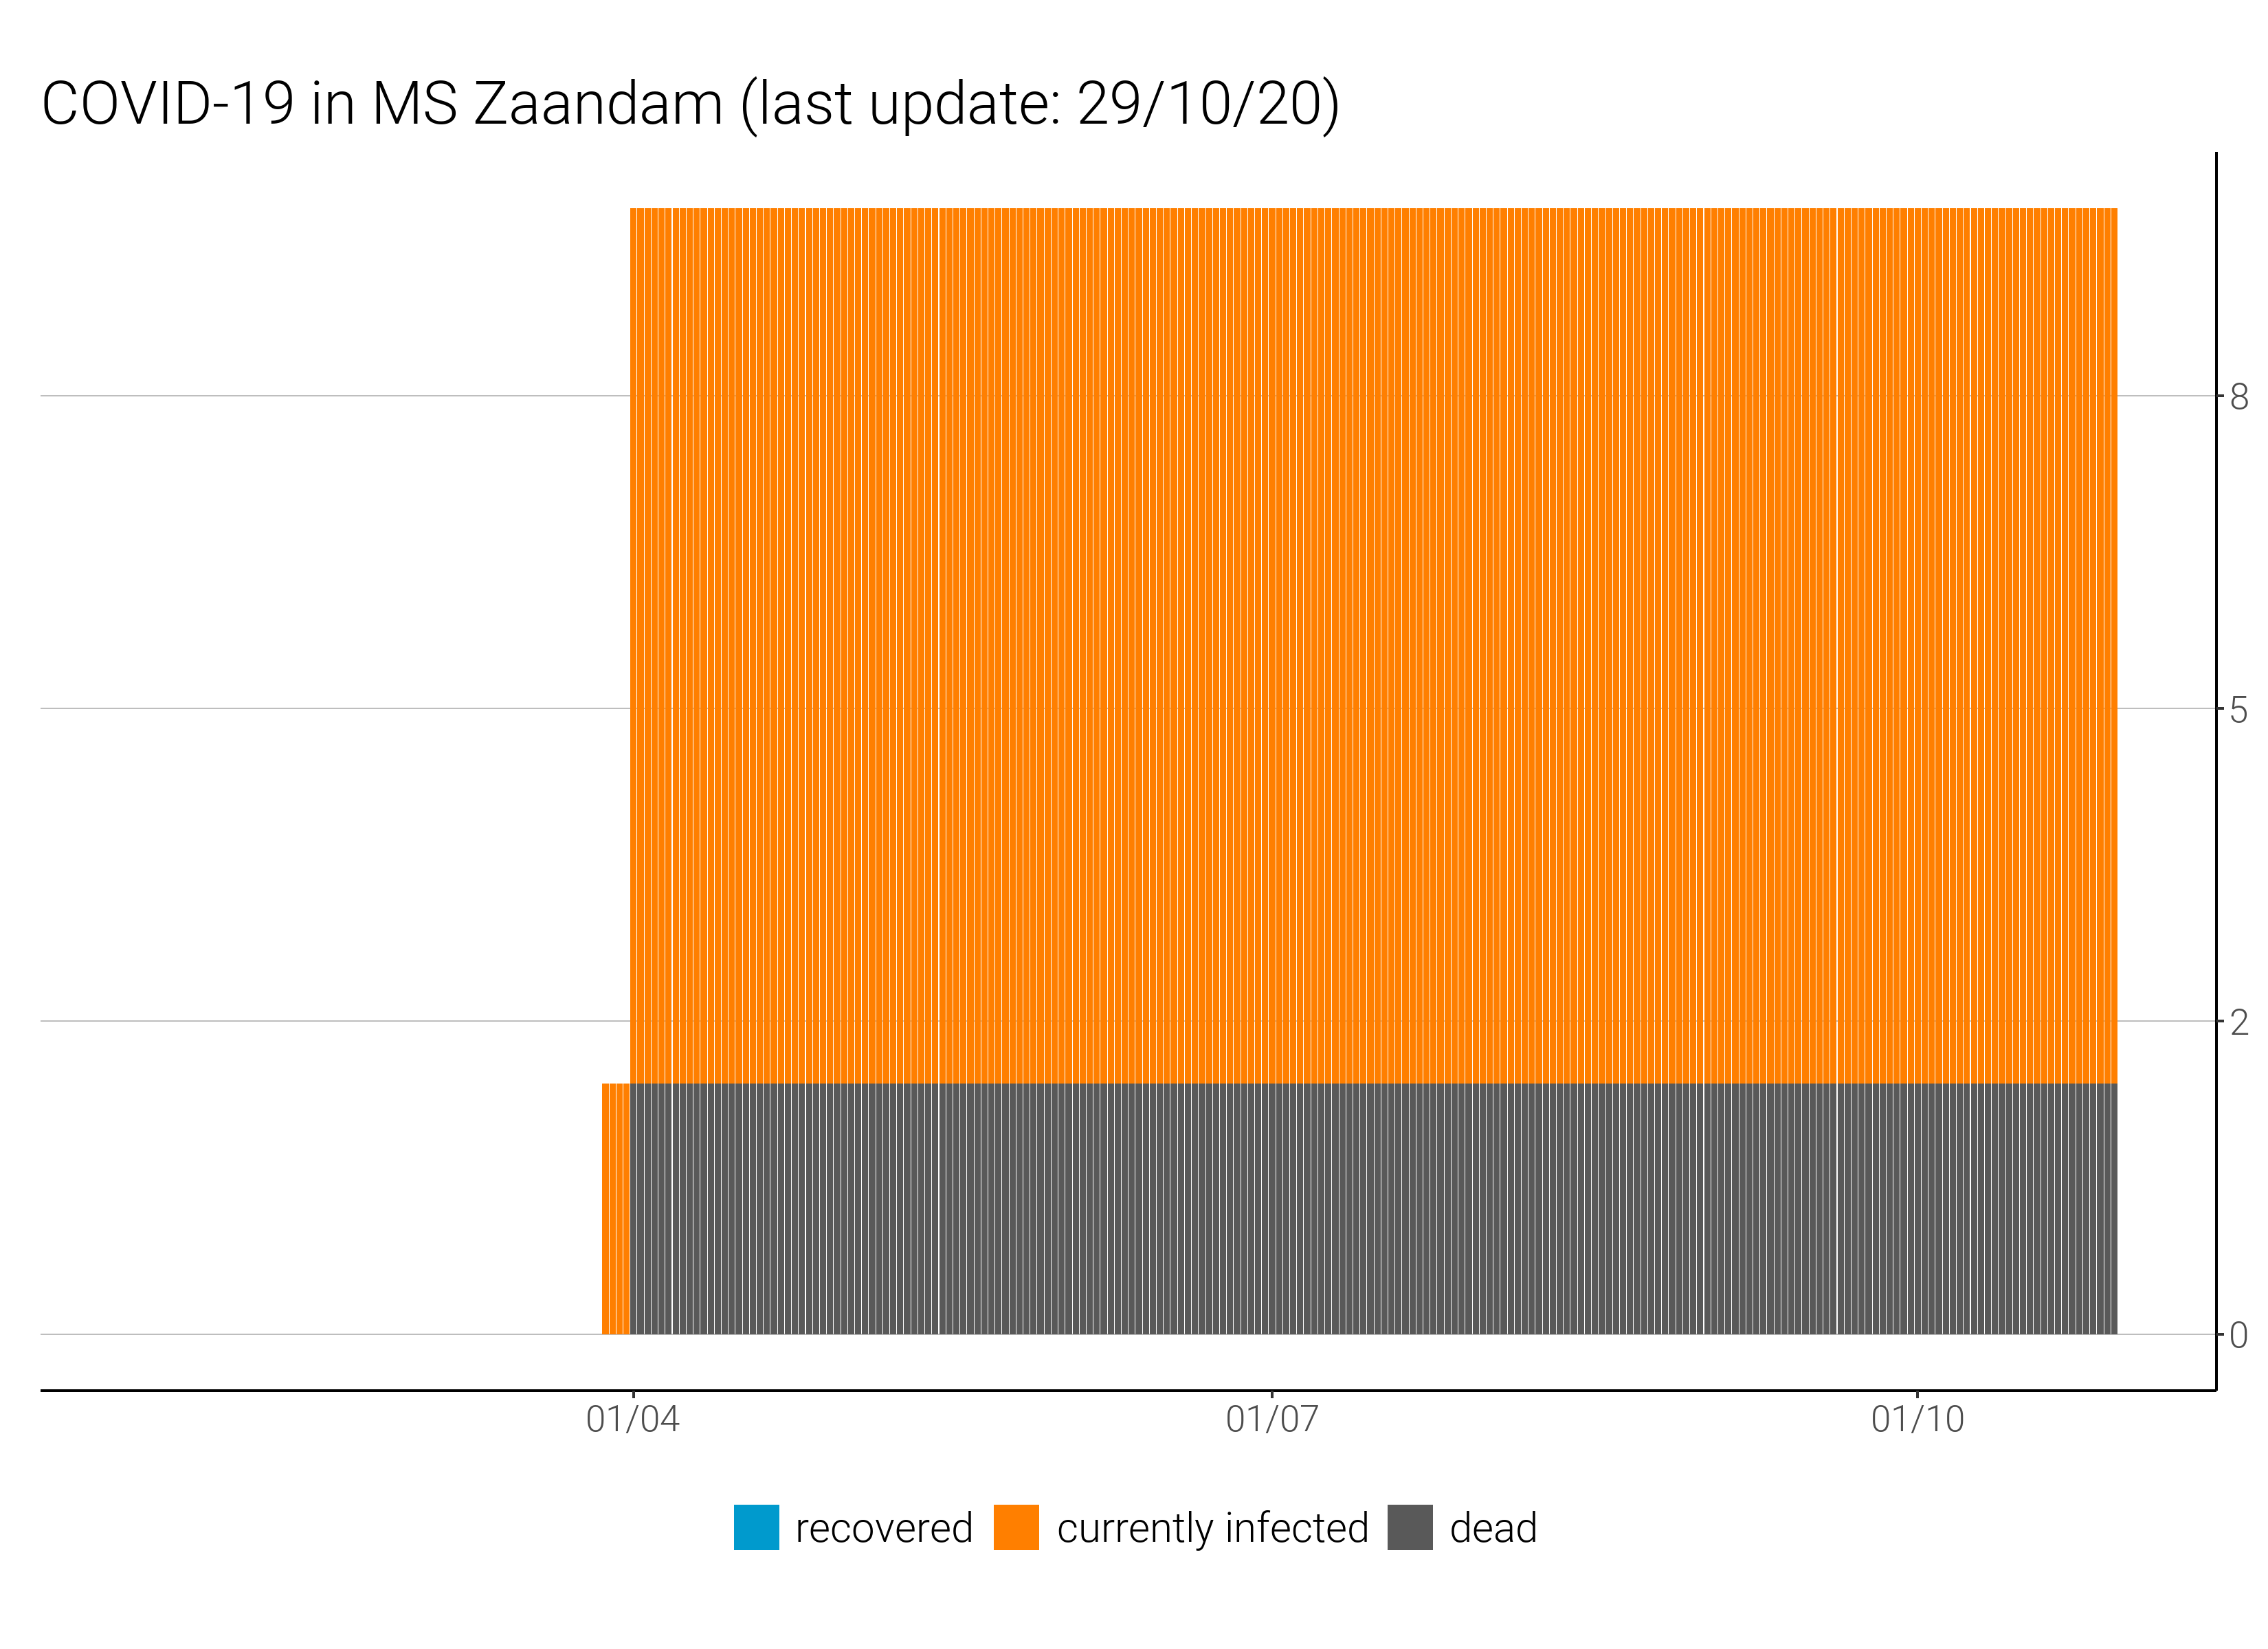 COVID-19 in MS Zaandam (last update: 29/10/20)
8
5
2
0
01/04 01/07 01/10
recovered currently infected dead